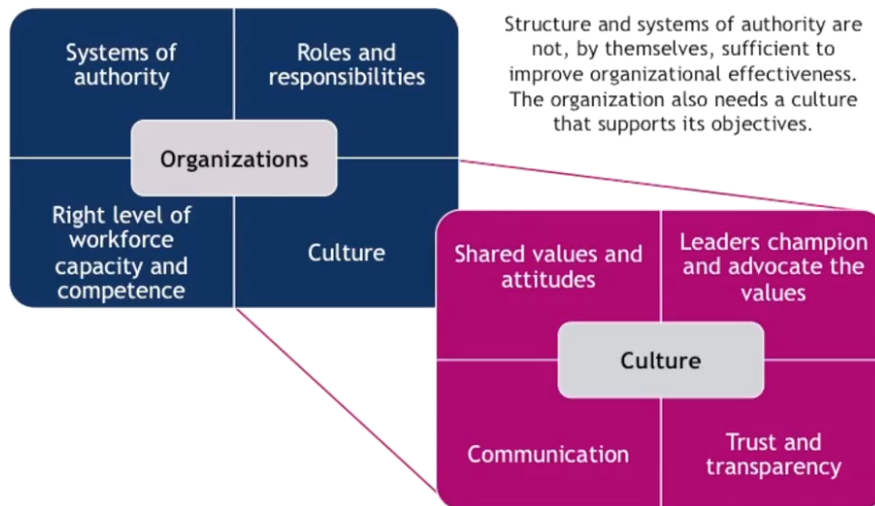 Systems of
authority
Roles and
responsibilities
Organizations
Right level of
workforce
capacity and
competence
Culture
Structure and systems of authority are
not, by themselves, sufficient to
improve organizational effectiveness.
The organization also needs a culture
that supports its objectives.
Shared values and
attitudes
Leaders champion
and advocate the
values
Culture
Communication
Trust and
transparency